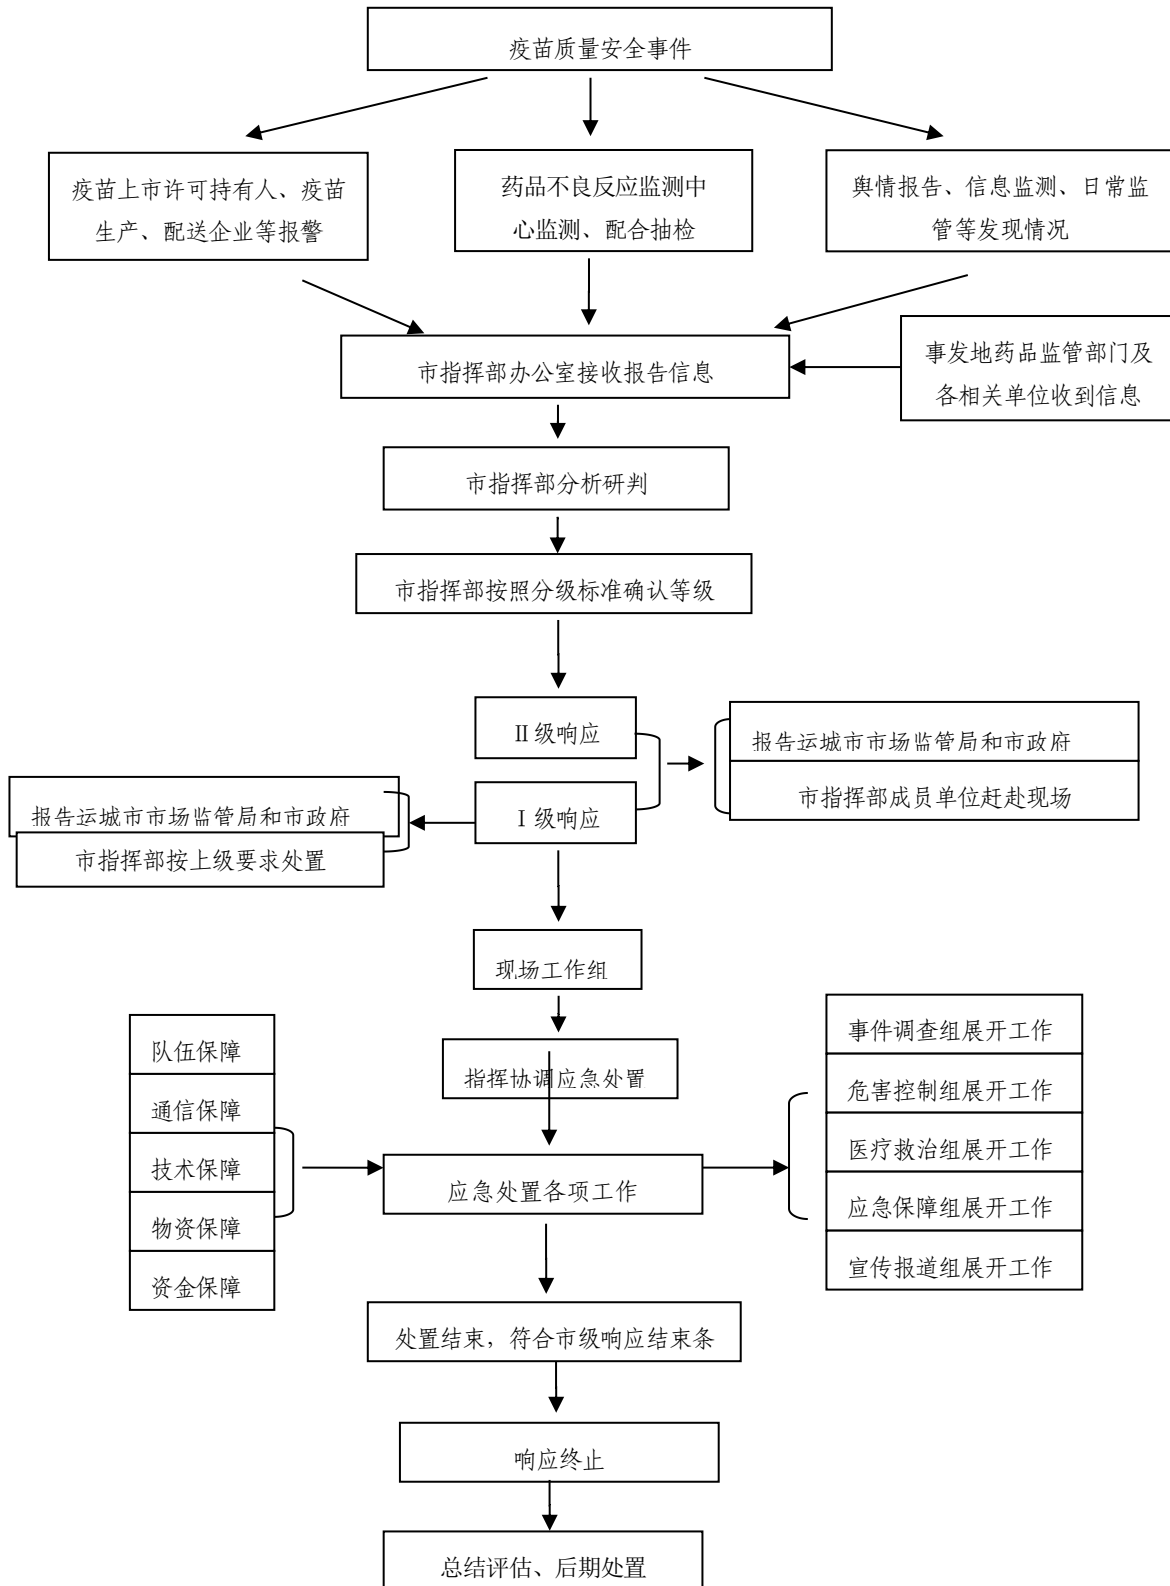 疫苗质量安全事件
疫苗上市许可持有人、疫苗
生产、配送企业等报警
药品不良反应监测中
心监测、配合抽检
舆情报告、信息监测、日常监
管等发现情况
市指挥部办公室接收报告信息
事发地药品监管部门及
各相关单位收到信息
市指挥部分析研判
市指挥部按照分级标准确认等级
Ⅱ级响应
报告运城市市场监管局和市政府
市指挥部成员单位赶赴现场
Ⅰ级响应
报告运城市市场监管局和市政府
市指挥部按上级要求处置
现场工作组
指挥协调应急处置
队伍保障
通信保障
技术保障
物资保障
资金保障
应急处置各项工作
事件调查组展开工作
危害控制组展开工作
医疗救治组展开工作
应急保障组展开工作
宣传报道组展开工作
处置结束，符合市级响应结束条
响应终止
总结评估、后期处置